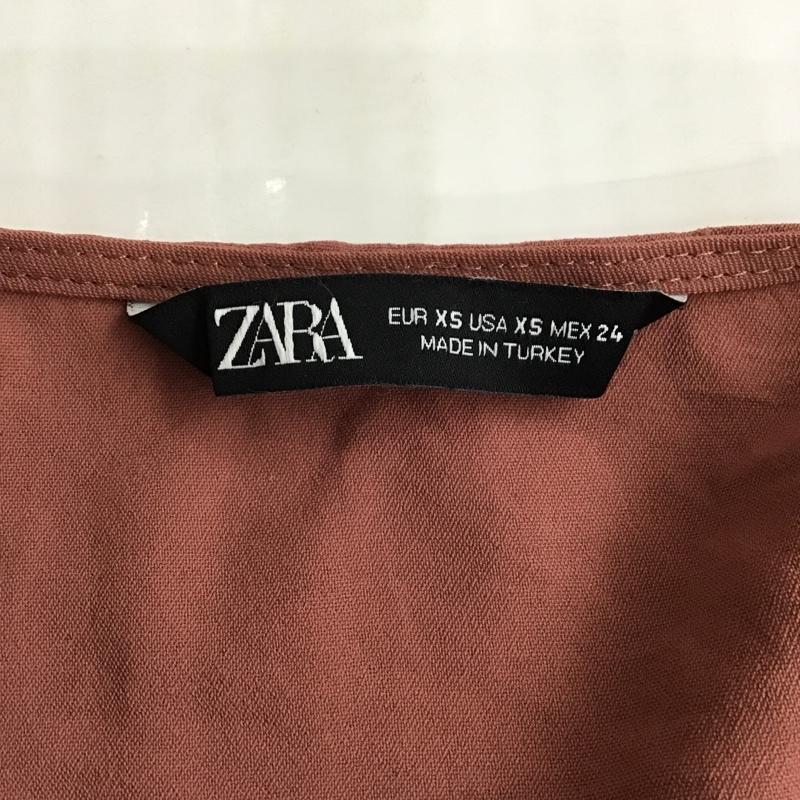 ZARA
EUR XS USA XS MEX 24
MADE IN TURKEY